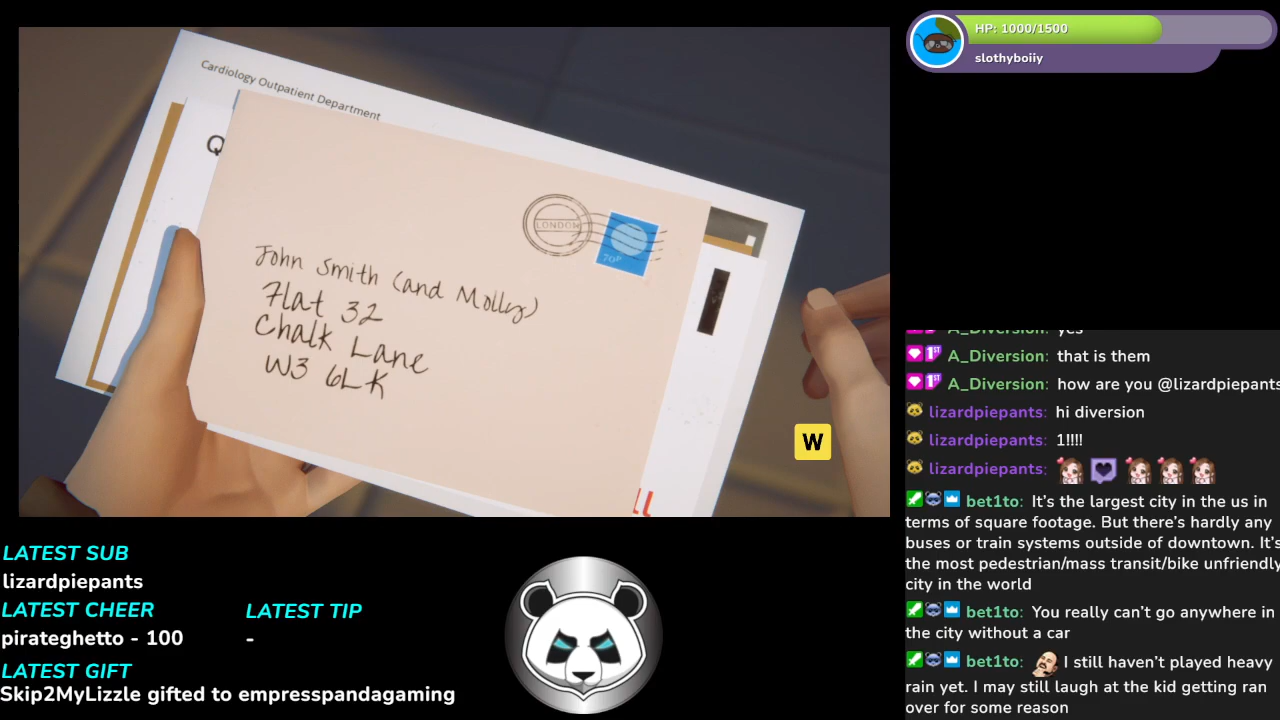 Cardiology Outpatient Department
Q
LONDON
70P
John Smith (and Molly)
Flat 32
Chalk Lane
W3 6LK
W
LATEST SUB
lizardpiepants
LATEST CHEER
pirateghetto - 100
LATEST TIP
-
LATEST GIFT
Skip2MyLizzle gifted to empresspandagaming
HP: 1000/1500
slothyboiiy
A_Diversion: yes
A_Diversion: that is them
A_Diversion: how are you @lizardpiepants
lizardpiepants: hi diversion
lizardpiepants: 1!!!!
lizardpiepants:
bet1to: It's the largest city in the us in
terms of square footage. But there's hardly any
buses or train systems outside of downtown. It's
the most pedestrian/mass transit/bike unfriendly
city in the world
bet1to: You really can't go anywhere in
the city without a car
bet1to: I still haven't played heavy
rain yet. I may still laugh at the kid getting ran
over for some reason